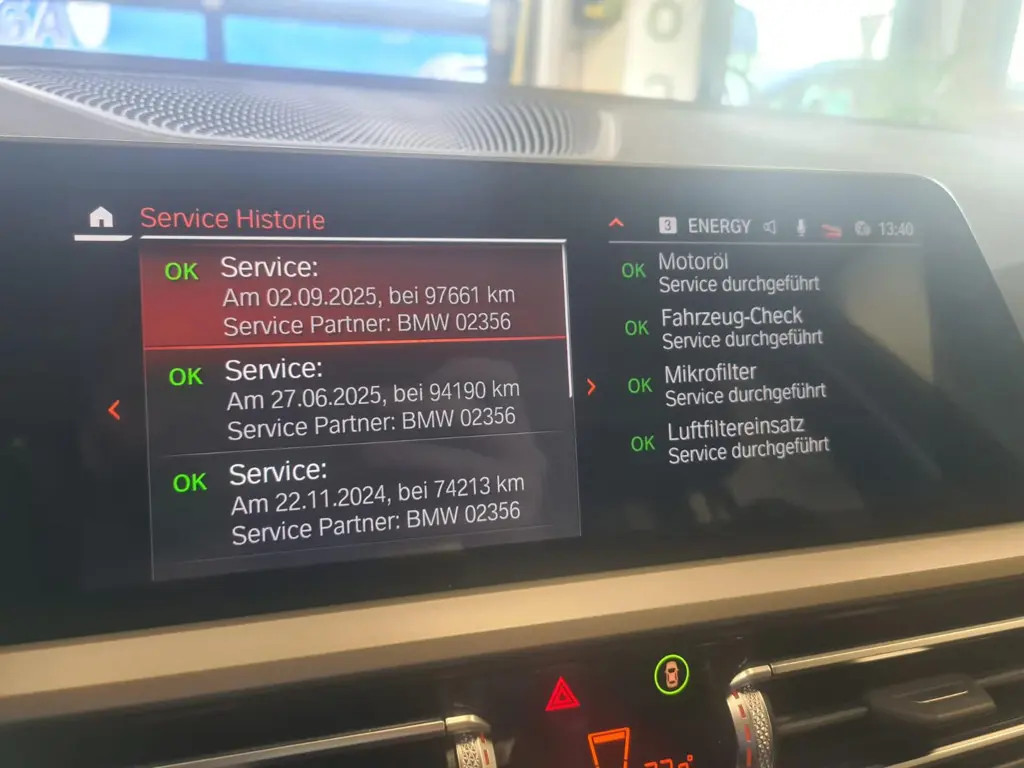 Service Historie
OK Service:
Am 02.09.2025, bei 97661 km
Service Partner: BMW 02356
OK Service:
Am 27.06.2025, bei 94190 km
Service Partner: BMW 02356
OK Service:
Am 22.11.2024, bei 74213 km
Service Partner: BMW 02356
3 ENERGY 13:40
OK Motoröl
Service durchgeführt
OK Fahrzeug-Check
Service durchgeführt
OK Mikrofilter
Service durchgeführt
OK Luftfiltereinsatz
Service durchgeführt